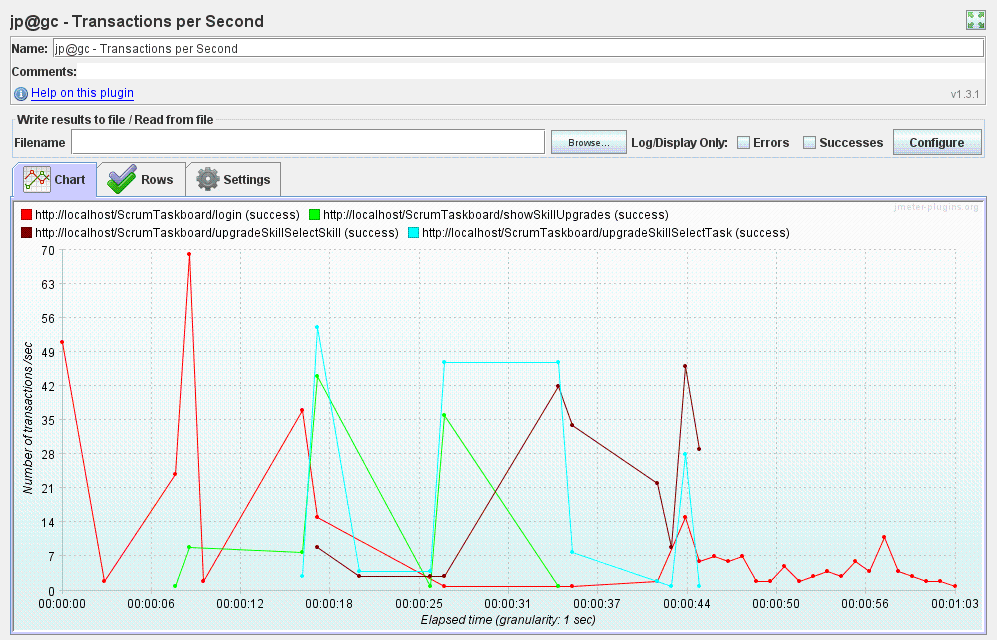 jp@gc - Transactions per Second
Name: jp@gc - Transactions per Second
Comments:
Help on this plugin
v1.3.1
Write results to file / Read from file
Filename Browse... Log/Display Only: Errors Successes Configure
Chart Rows Settings
jmeter-plugins.org
http://localhost/ScrumTaskboard/login (success) http://localhost/ScrumTaskboard/showSkillUpgrades (success)
http://localhost/ScrumTaskboard/upgradeSkillSelectSkill (success) http://localhost/ScrumTaskboard/upgradeSkillSelectTask (success)
70
63
56
49
42
35
28
21
14
7
0
Number of transactions /sec
00:00:00 00:00:06 00:00:12 00:00:18 00:00:25 00:00:31 00:00:37 00:00:44 00:00:50 00:00:56 00:01:03
Elapsed time (granularity: 1 sec)